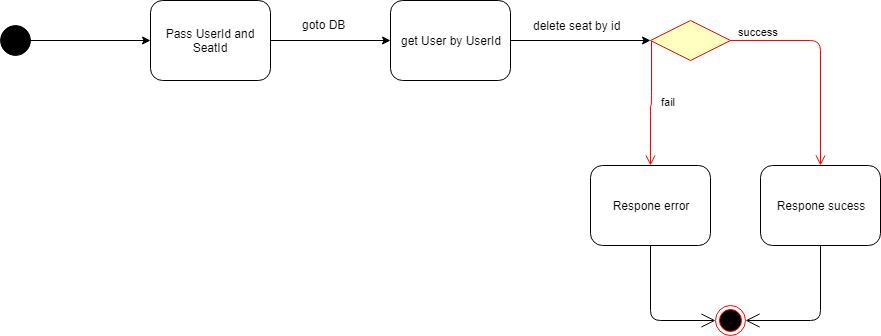 Pass UserId and
SeatId
goto DB
get User by UserId
delete seat by id
success
fail
Respone error
Respone sucess